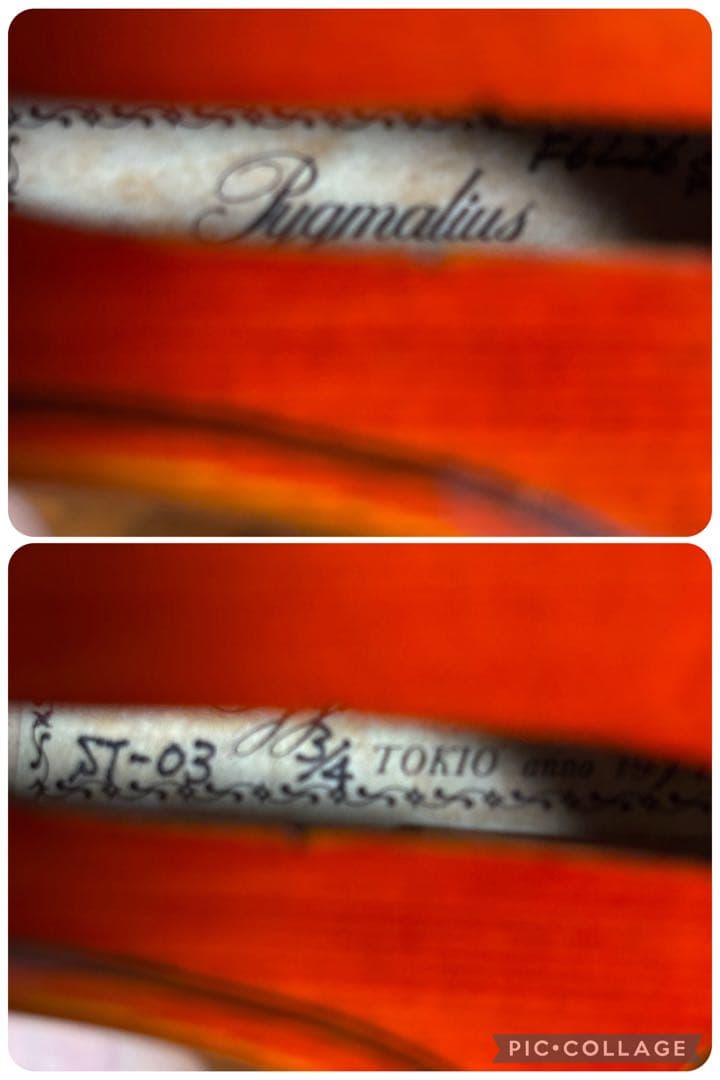 Pygmalius
ST-03 3/4 TOKIO anno
PIC•COLLAGE